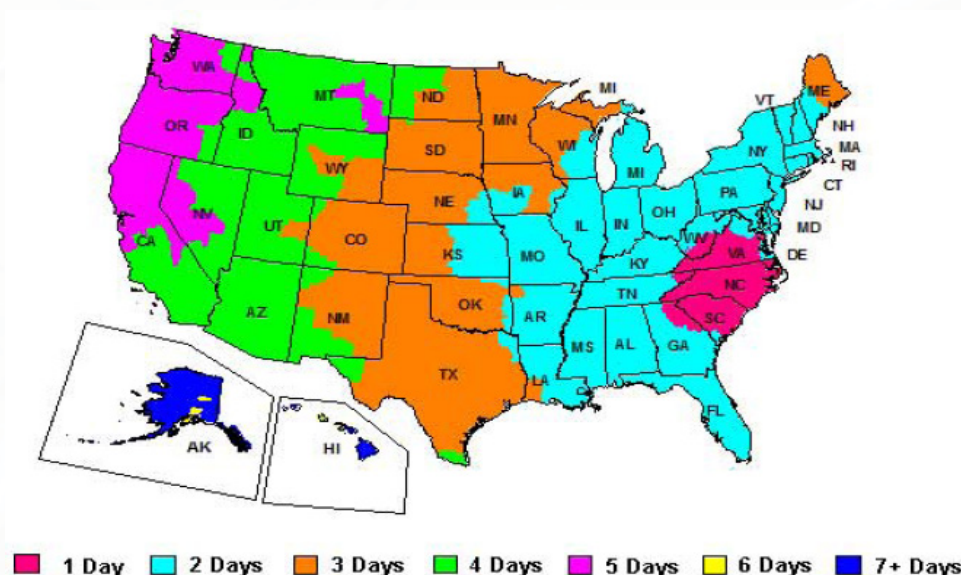 WA
MT
ND
MN
MI
ME
VT
OR
ID
SD
WI
NH
WY
NY
MA
RI
MI
CT
NE
IA
PA
NV
UT
IL
IN
OH
NJ
CA
CO
KS
MO
WV
VA
MD
KY
DE
NC
TN
AZ
NM
OK
AR
SC
MS
AL
GA
TX
LA
FL
AK
HI
1 Day 2 Days 3 Days 4 Days 5 Days 6 Days 7+ Days